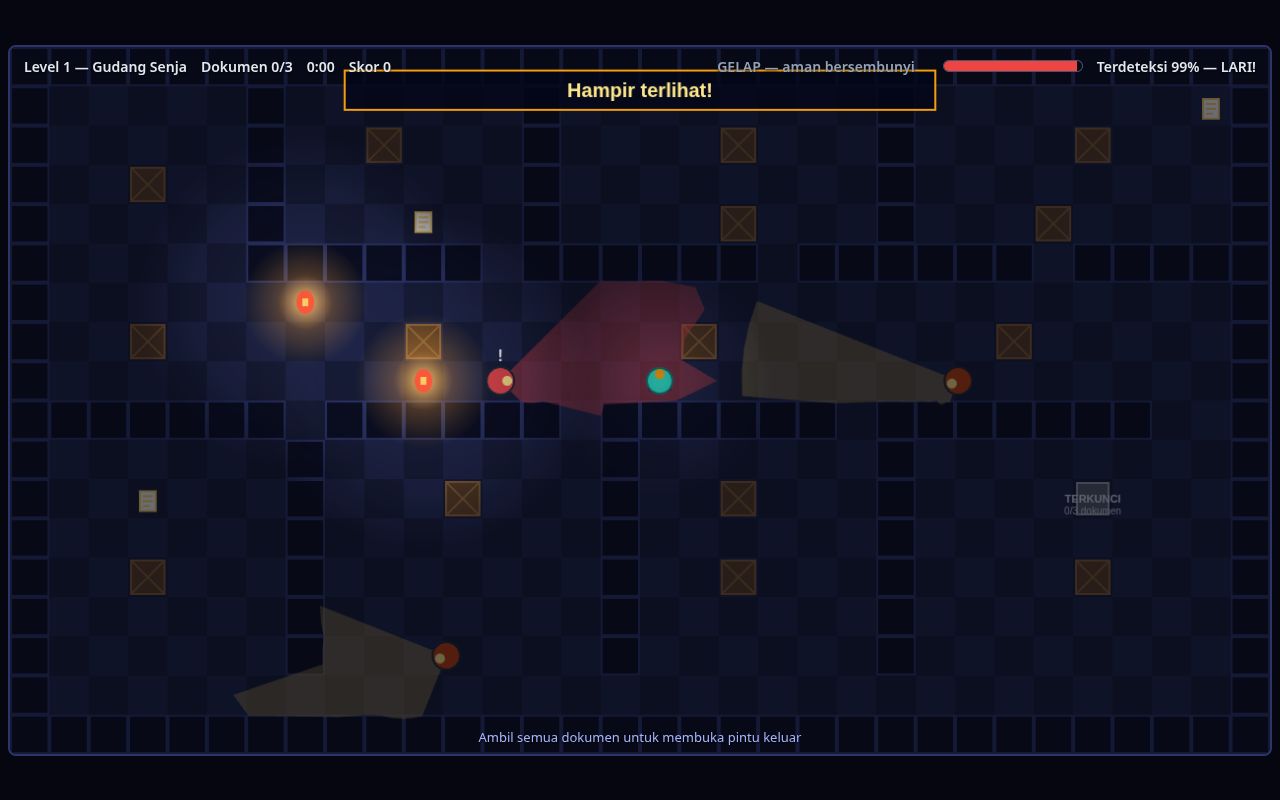 Level 1 — Gudang Senja Dokumen 0/3 0:00 Skor 0 GELAP — aman bersembunyi Terdeteksi 99% — LARI!
Hampir terlihat!
!
TERKUNCI
0/3 dokumen
Ambil semua dokumen untuk membuka pintu keluar